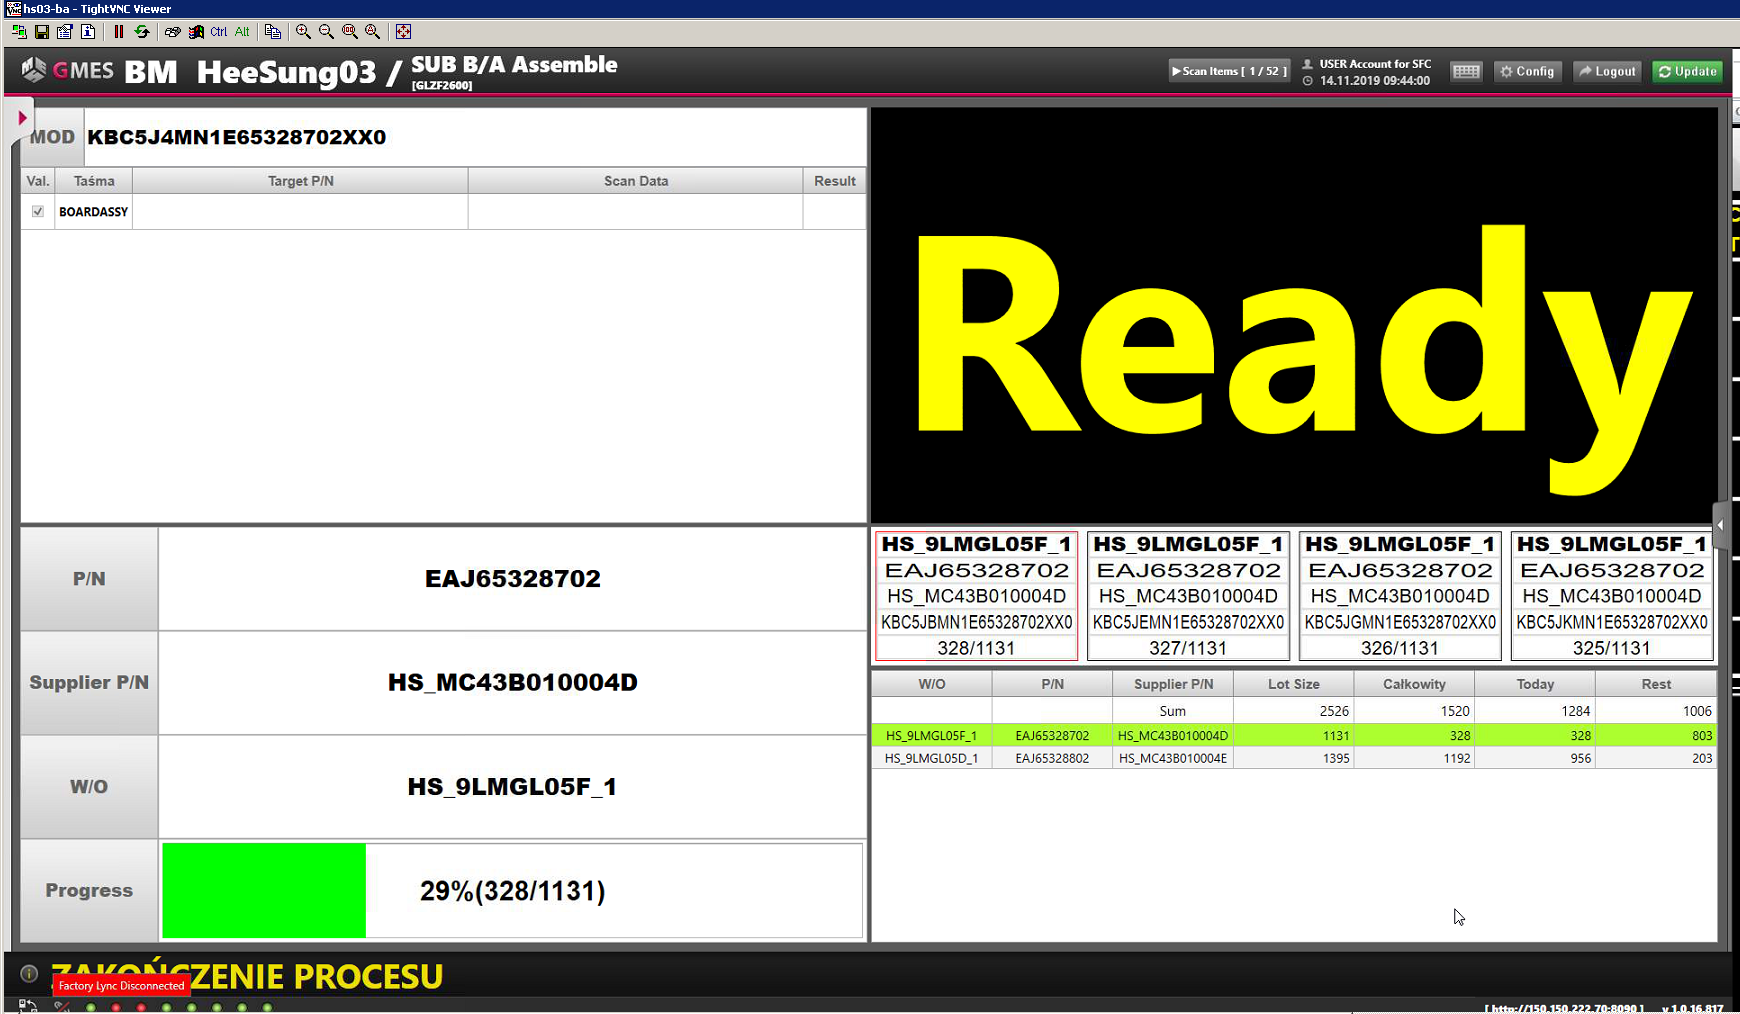 hs03-ba - TightVNC Viewer
Ctrl Alt
GMES BM HeeSung03 / SUB B/A Assemble
[GLZF2600]
Scan Items [ 1 / 52 ]
USER Account for SFC
14.11.2019 09:44:00
Config
Logout
Update
MOD KBC5J4MN1E65328702XX0
Val. Taśma Target P/N Scan Data Result
BOARDASSY
Ready
P/N EAJ65328702
Supplier P/N HS_MC43B010004D
W/O HS_9LMGL05F_1
Progress 29%(328/1131)
HS_9LMGL05F_1 HS_9LMGL05F_1 HS_9LMGL05F_1 HS_9LMGL05F_1
EAJ65328702 EAJ65328702 EAJ65328702 EAJ65328702
HS_MC43B010004D HS_MC43B010004D HS_MC43B010004D HS_MC43B010004D
KBC5JBMN1E65328702XX0 KBC5JEMN1E65328702XX0 KBC5JGMN1E65328702XX0 KBC5JKMN1E65328702XX0
328/1131 327/1131 326/1131 325/1131
W/O P/N Supplier P/N Lot Size Całkowity Today Rest
Sum 2526 1520 1284 1006
HS_9LMGL05F_1 EAJ65328702 HS_MC43B010004D 1131 328 328 803
HS_9LMGL05D_1 EAJ65328802 HS_MC43B010004E 1395 1192 956 203
ZAKOŃCZENIE PROCESU
Factory Lync Disconnected
[ http://150.150.222.70:8090 ] v 1.0.16.817